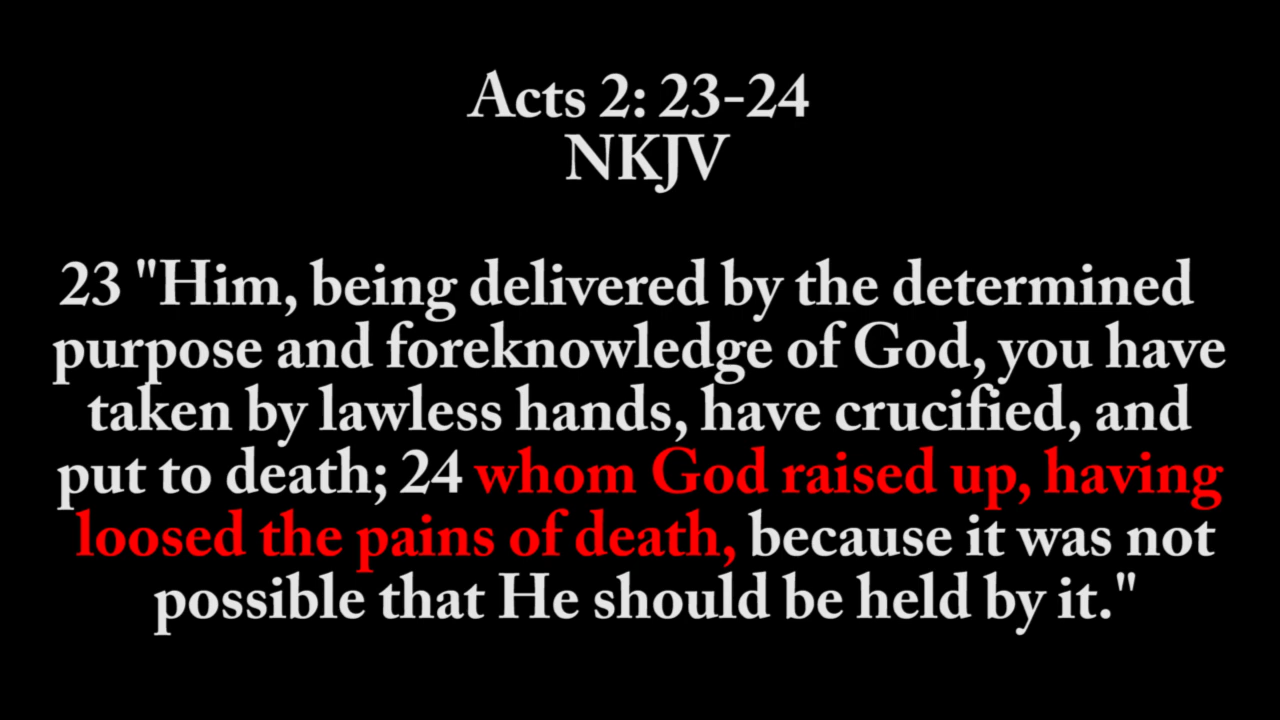 Acts 2: 23-24
NKJV
23 "Him, being delivered by the determined
purpose and foreknowledge of God, you have
taken by lawless hands, have crucified, and
put to death; 24 whom God raised up, having
loosed the pains of death, because it was not
possible that He should be held by it."